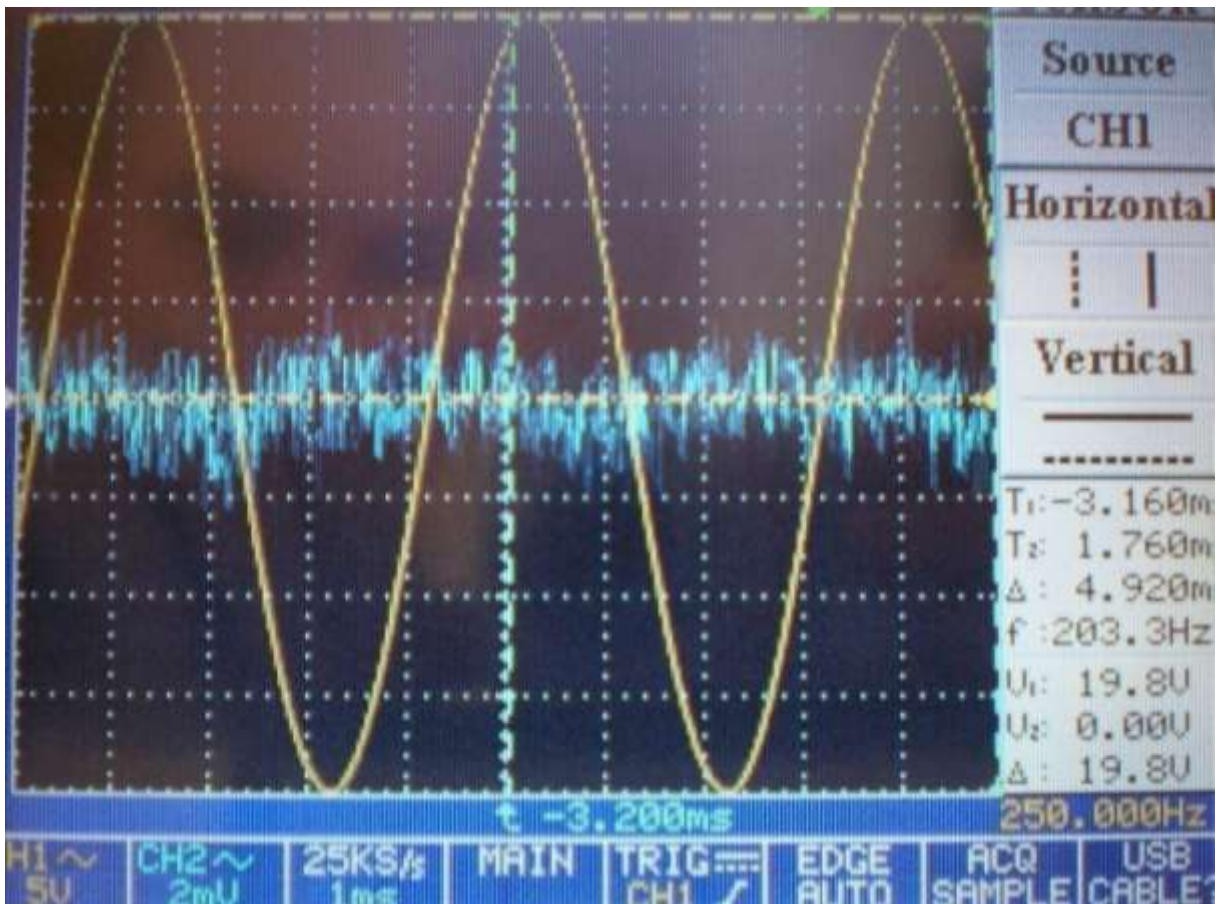 Source
CH1
Horizontal
Vertical
T₁:-3.160m
T₂: 1.760m
Δ: 4.920m
f:203.3Hz
V₁: 19.8V
V₂: 0.00V
Δ: 19.8V
t -3.200ms
250.000Hz
H1~ CH2~ 25KS/s MAIN TRIG CH1 EDGE ACQ USB
5V 2mV 1ms AUTO SAMPLE CABLE?